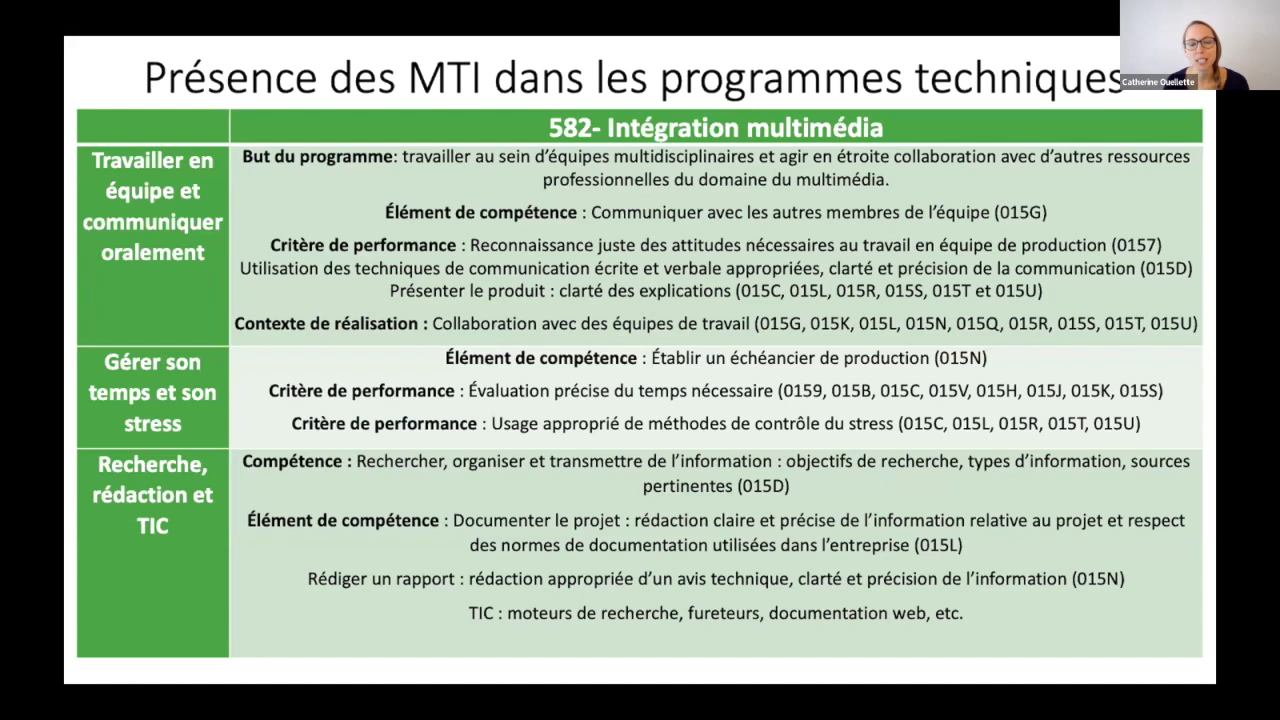 Présence des MTI dans les programmes techniques
Catherine Ouellette
582- Intégration multimédia
Travailler en
équipe et
communiquer
oralement
But du programme: travailler au sein d’équipes multidisciplinaires et agir en étroite collaboration avec d’autres ressources
professionnelles du domaine du multimédia.
Élément de compétence : Communiquer avec les autres membres de l’équipe (015G)
Critère de performance : Reconnaissance juste des attitudes nécessaires au travail en équipe de production (0157)
Utilisation des techniques de communication écrite et verbale appropriées, clarté et précision de la communication (015D)
Présenter le produit : clarté des explications (015C, 015L, 015R, 015S, 015T et 015U)
Contexte de réalisation : Collaboration avec des équipes de travail (015G, 015K, 015L, 015N, 015Q, 015R, 015S, 015T, 015U)
Gérer son
temps et son
stress
Élément de compétence : Établir un échéancier de production (015N)
Critère de performance : Évaluation précise du temps nécessaire (0159, 015B, 015C, 015V, 015H, 015J, 015K, 015S)
Critère de performance : Usage approprié de méthodes de contrôle du stress (015C, 015L, 015R, 015T, 015U)
Recherche,
rédaction et
TIC
Compétence : Rechercher, organiser et transmettre de l’information : objectifs de recherche, types d’information, sources
pertinentes (015D)
Élément de compétence : Documenter le projet : rédaction claire et précise de l’information relative au projet et respect
des normes de documentation utilisées dans l’entreprise (015L)
Rédiger un rapport : rédaction appropriée d’un avis technique, clarté et précision de l’information (015N)
TIC : moteurs de recherche, fureteurs, documentation web, etc.